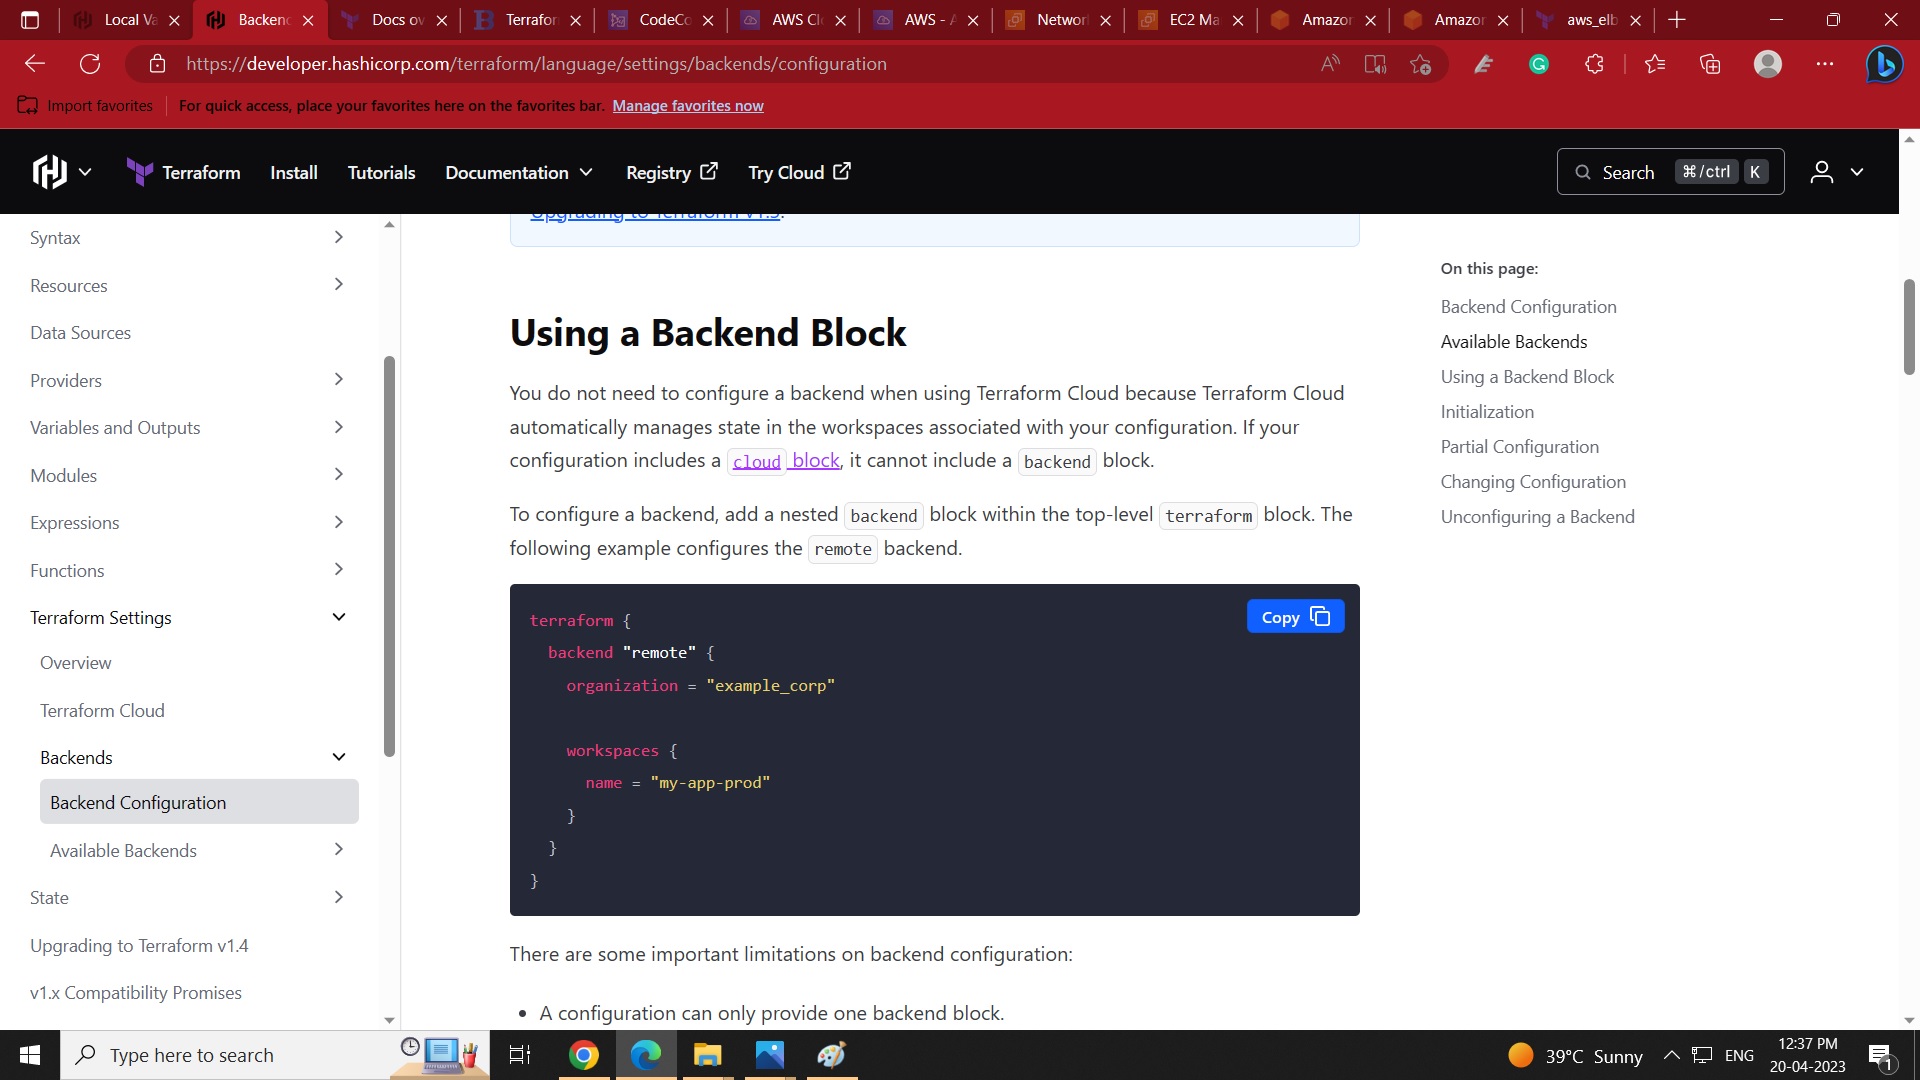 Local Va
Backend
Docs ov
Terrafor
CodeCo
AWS Cl
AWS - A
Networ
EC2 Ma
Amazor
Amazor
aws_elb
https://developer.hashicorp.com/terraform/language/settings/backends/configuration
Import favorites
For quick access, place your favorites here on the favorites bar. Manage favorites now
Terraform
Install
Tutorials
Documentation
Registry
Try Cloud
Search
⌘/ctrl
K
Syntax
Resources
Data Sources
Providers
Variables and Outputs
Modules
Expressions
Functions
Terraform Settings
Overview
Terraform Cloud
Backends
Backend Configuration
Available Backends
State
Upgrading to Terraform v1.4
v1.x Compatibility Promises
Upgrading to Terraform v1.3.
Using a Backend Block
You do not need to configure a backend when using Terraform Cloud because Terraform Cloud
automatically manages state in the workspaces associated with your configuration. If your
configuration includes a cloud block, it cannot include a backend block.
To configure a backend, add a nested backend block within the top-level terraform block. The
following example configures the remote backend.
Copy
terraform {
backend "remote" {
organization = "example_corp"
workspaces {
name = "my-app-prod"
}
}
}
There are some important limitations on backend configuration:
• A configuration can only provide one backend block.
On this page:
Backend Configuration
Available Backends
Using a Backend Block
Initialization
Partial Configuration
Changing Configuration
Unconfiguring a Backend
Type here to search
39°C Sunny
ENG
12:37 PM
20-04-2023
1